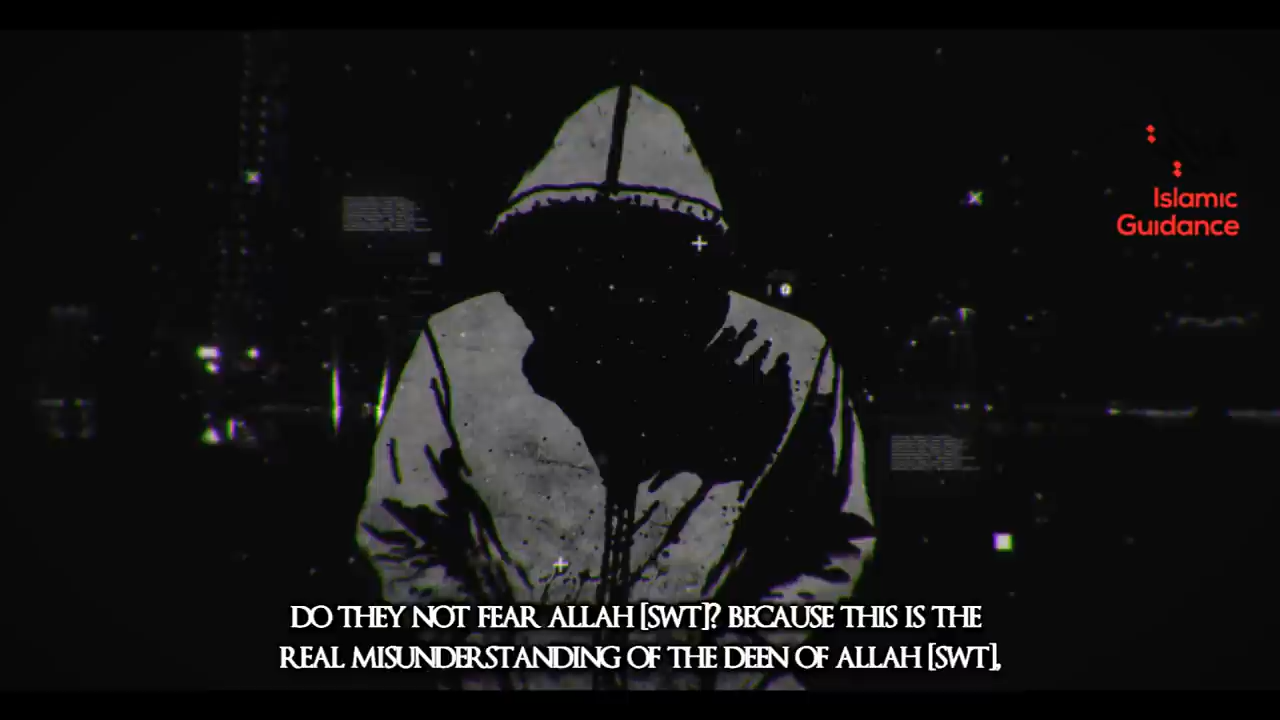 Islamic
Guidance
DO THEY NOT FEAR ALLAH [SWT]? BECAUSE THIS IS THE
REAL MISUNDERSTANDING OF THE DEEN OF ALLAH [SWT],